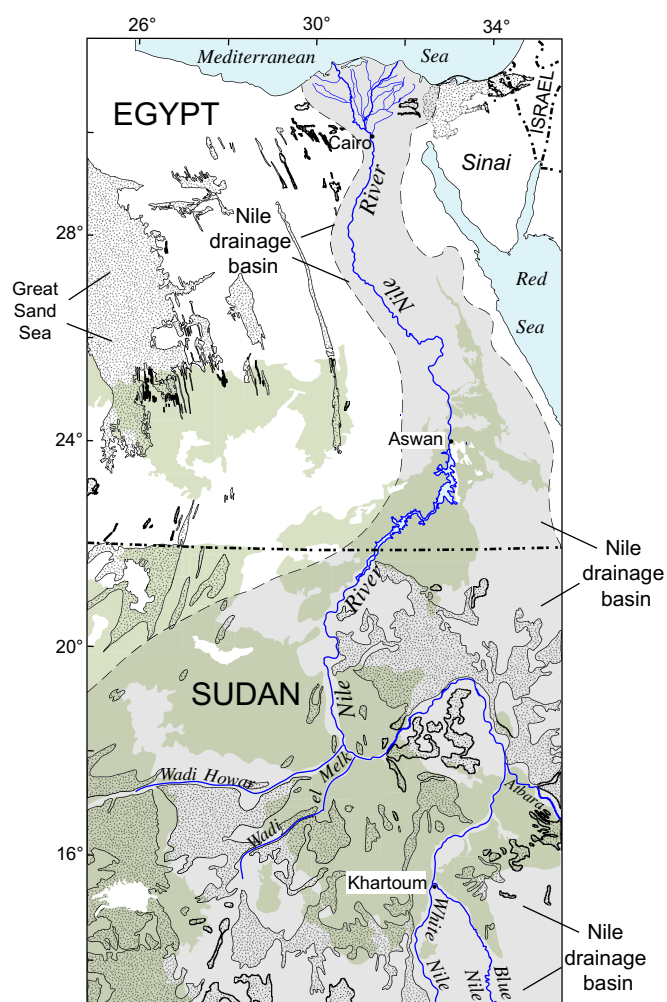 26°
30°
34°
Mediterranean Sea
EGYPT
ISRAEL
Cairo
Sinai
River
Nile
drainage
basin
28°
Nile
Red
Sea
Great
Sand
Sea
24°
Aswan
Nile
drainage
basin
River
20°
SUDAN
Nile
Wadi Howar
Wadi el Melk
Atbara
16°
Khartoum
White
Nile
Blue
Nile
Nile
drainage
basin